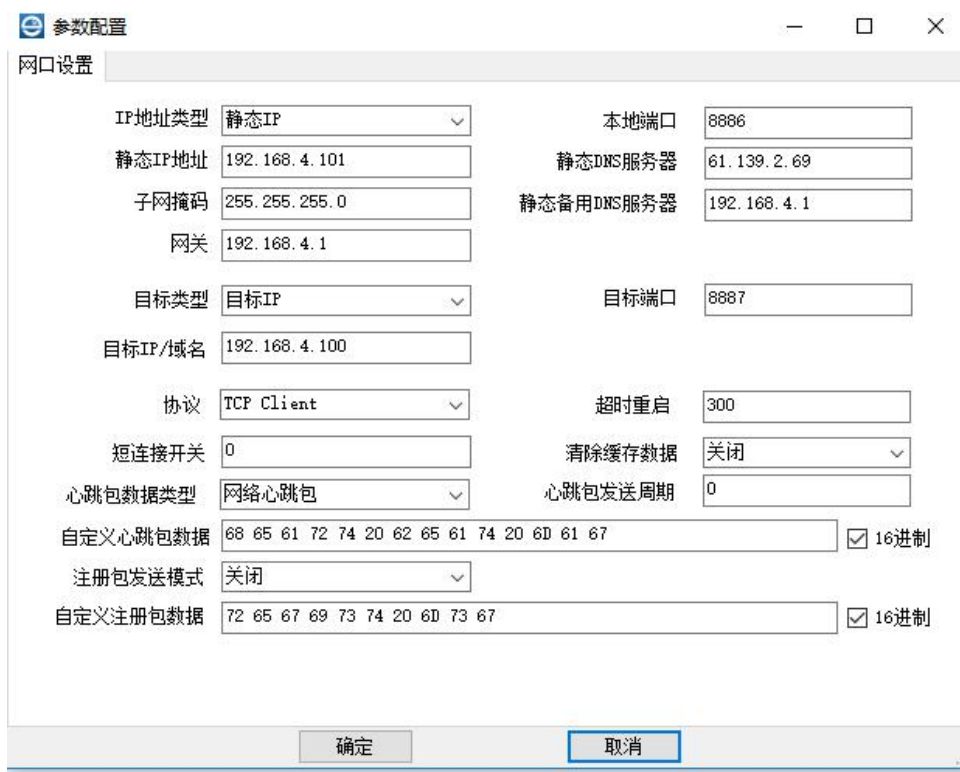 参数配置
网口设置
IP地址类型 静态IP 本地端口 8886
静态IP地址 192.168.4.101 静态DNS服务器 61.139.2.69
子网掩码 255.255.255.0 静态备用DNS服务器 192.168.4.1
网关 192.168.4.1
目标类型 目标IP 目标端口 8887
目标IP/域名 192.168.4.100
协议 TCP Client 超时重启 300
短连接开关 0 清除缓存数据 关闭
心跳包数据类型 网络心跳包 心跳包发送周期 0
自定义心跳包数据 68 65 61 72 74 20 62 65 61 74 20 6D 61 67 16进制
注册包发送模式 关闭
自定义注册包数据 72 65 67 69 73 74 20 6D 73 67 16进制
确定 取消